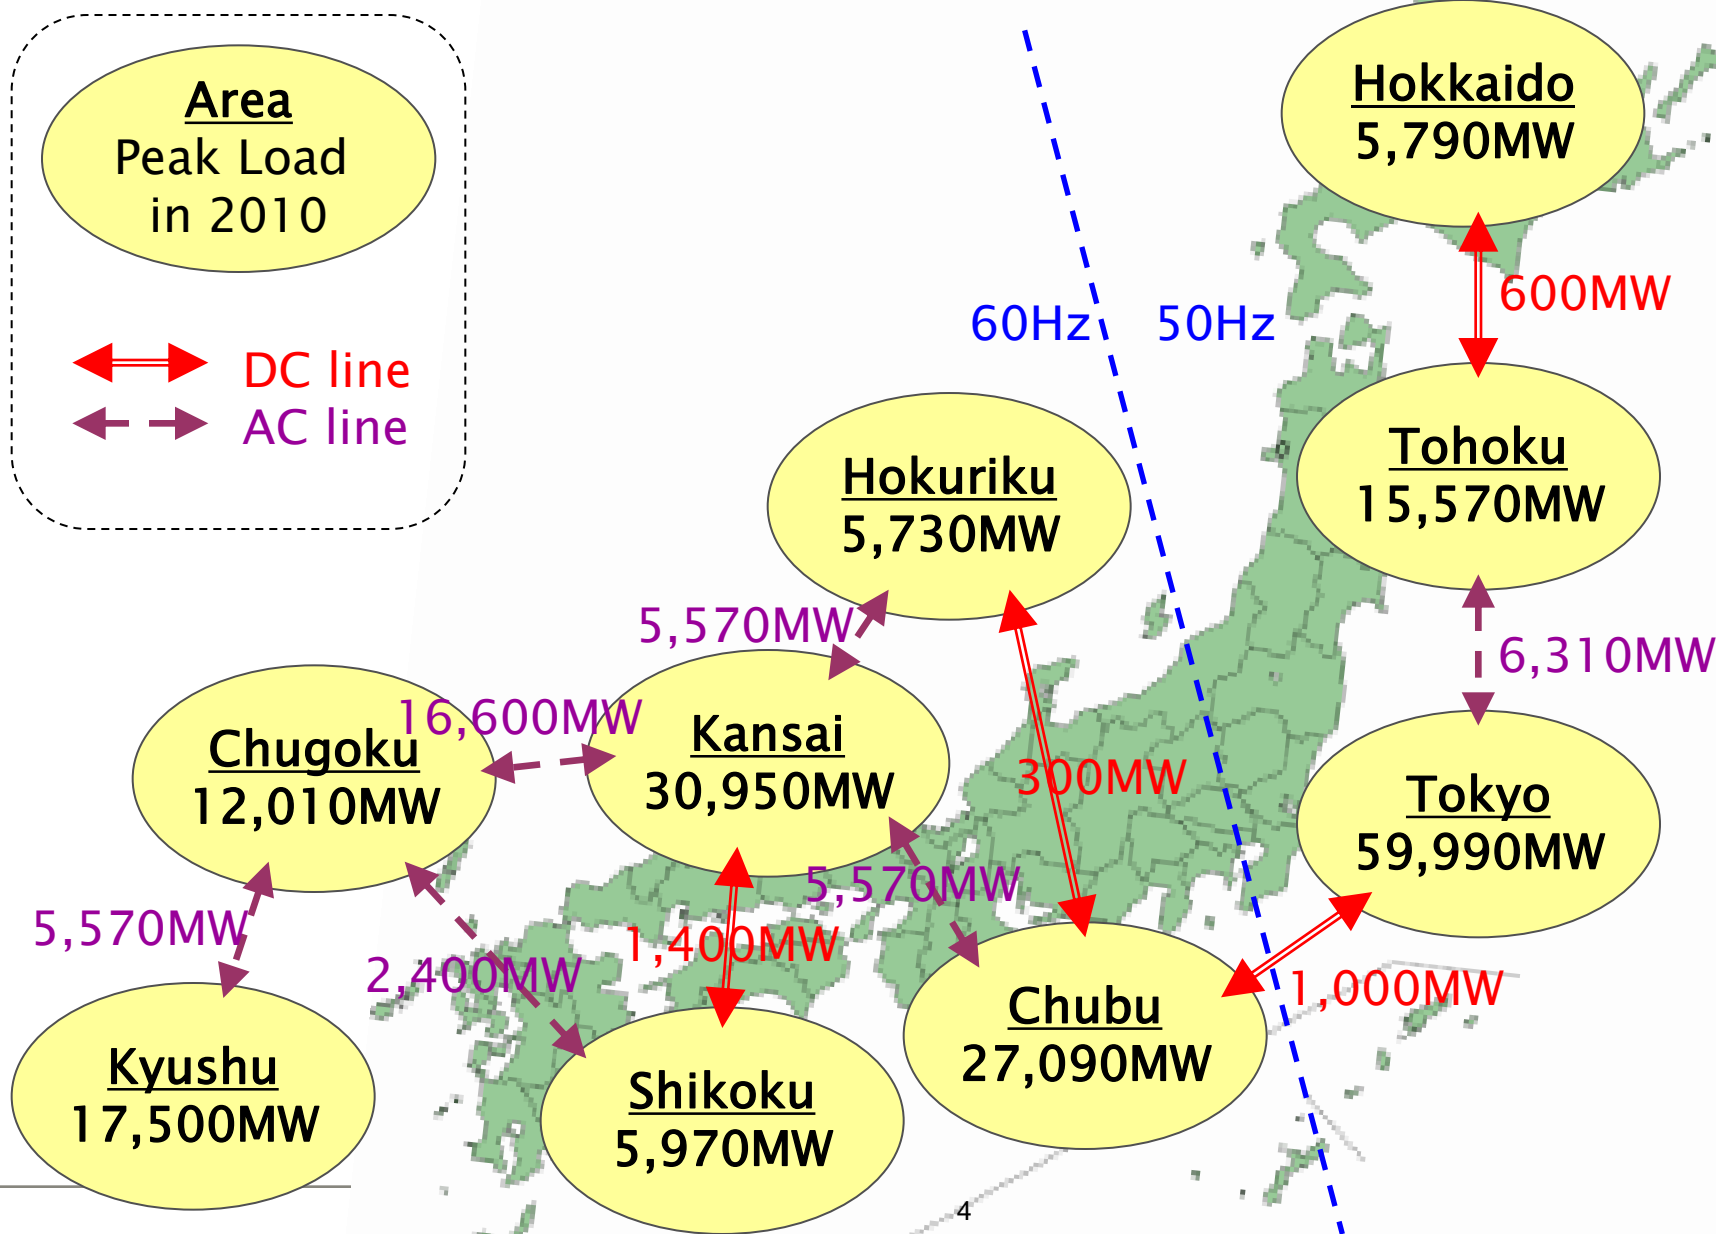 Area
Peak Load
in 2010
DC line
AC line
60Hz
50Hz
Hokkaido
5,790MW
600MW
Tohoku
15,570MW
6,310MW
Tokyo
59,990MW
1,000MW
Hokuriku
5,730MW
5,570MW
300MW
Kansai
30,950MW
16,600MW
5,570MW
1,400MW
Chugoku
12,010MW
5,570MW
2,400MW
Chubu
27,090MW
Kyushu
17,500MW
Shikoku
5,970MW
4